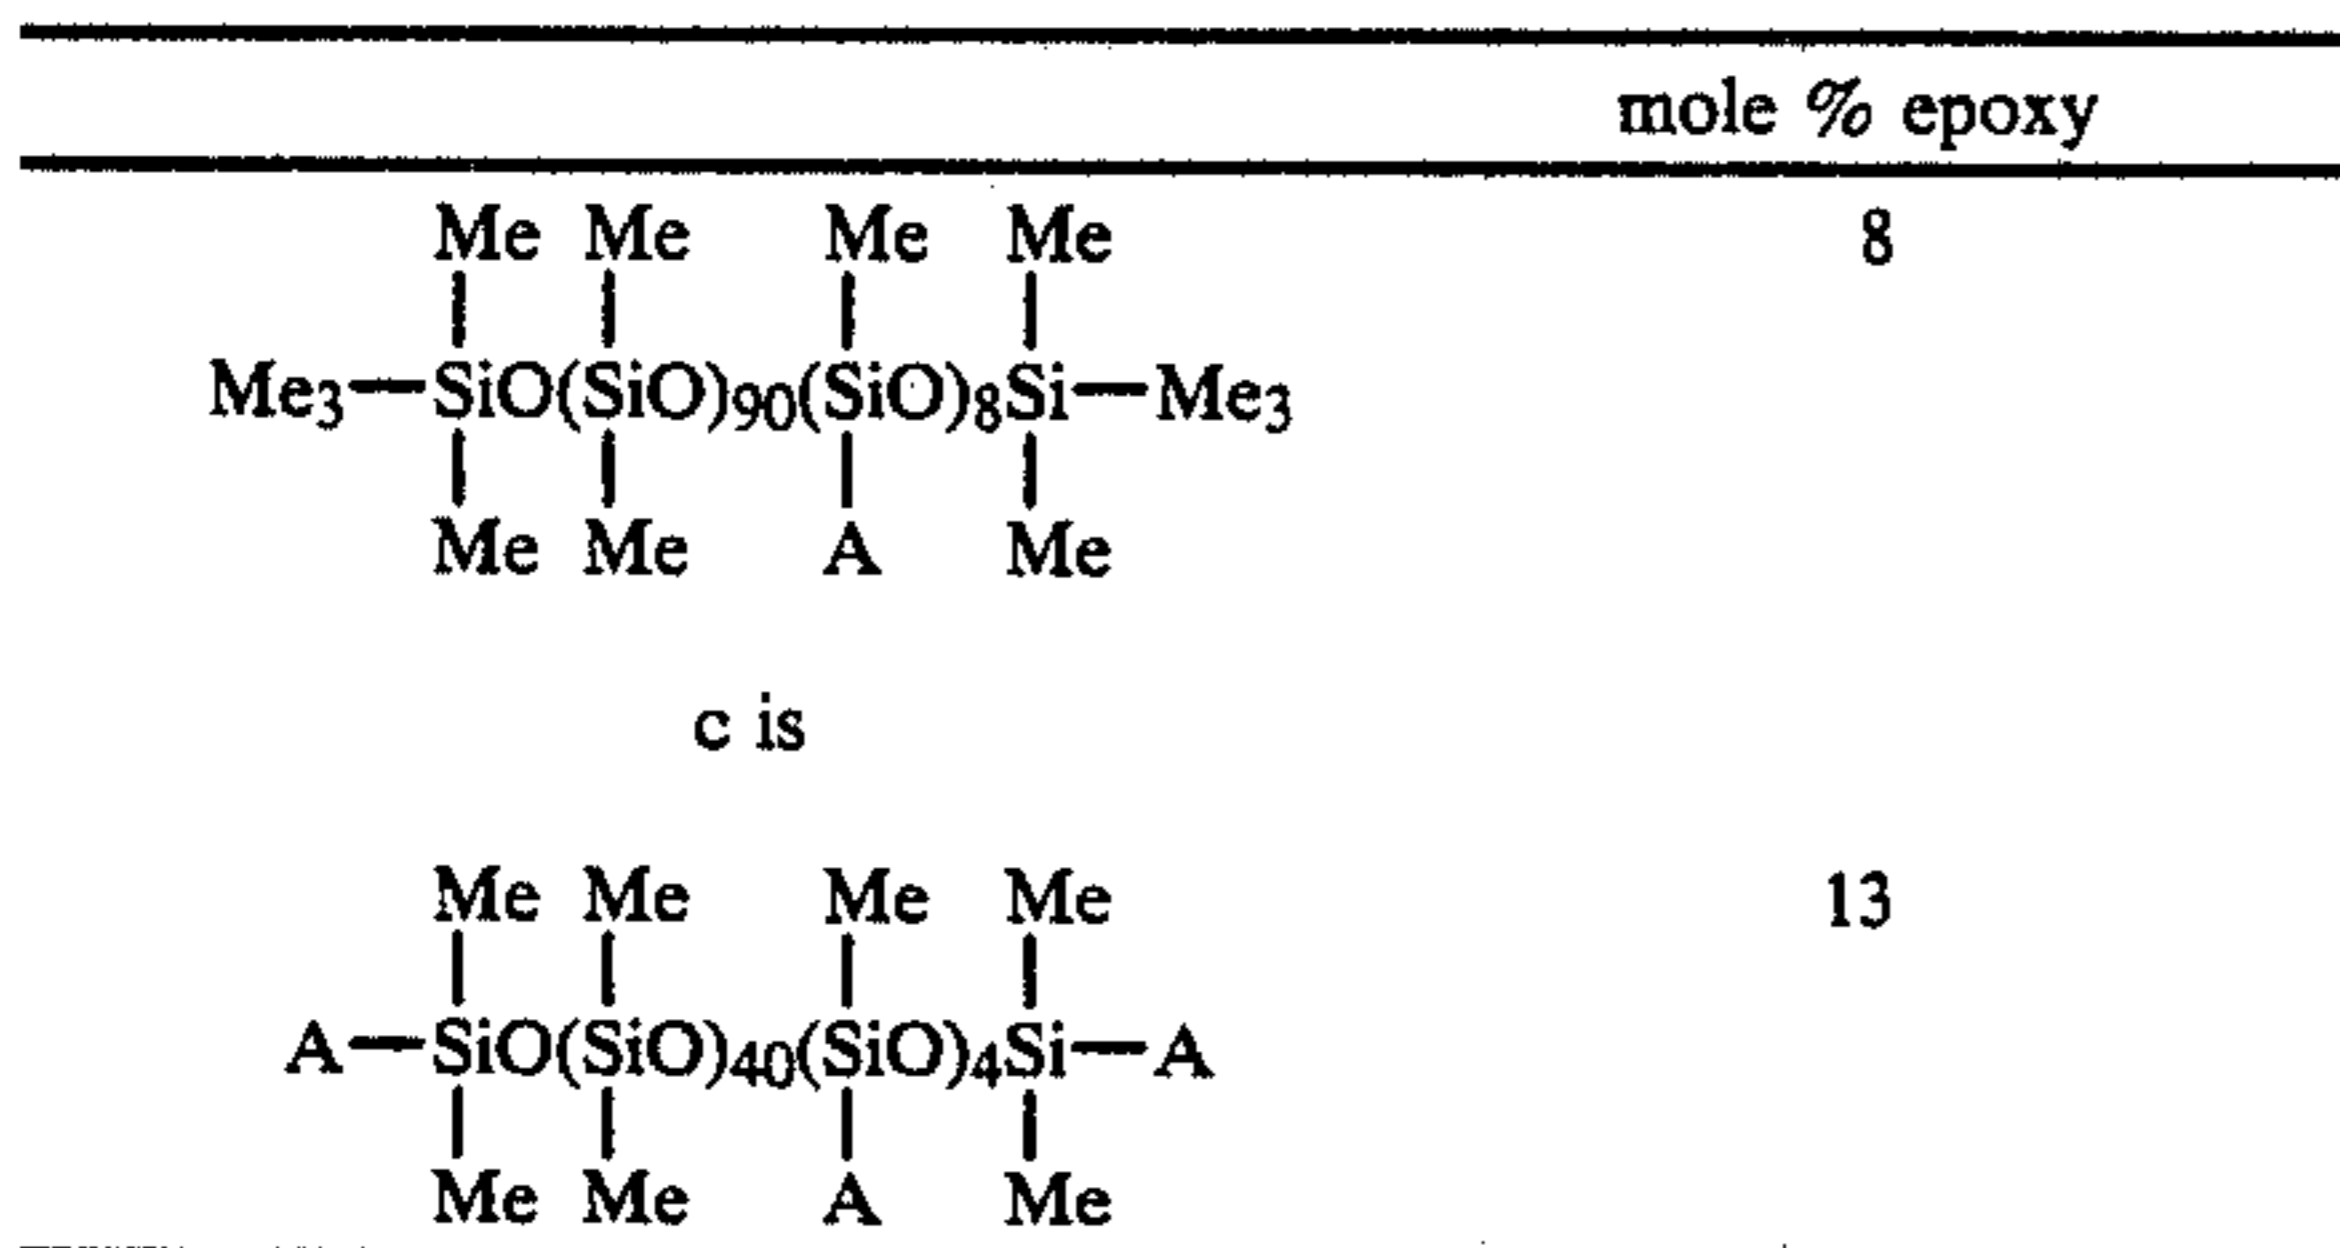 mole % epoxy
Me Me Me Me 8
Me3—SiO(SiO)90(SiO)8Si—Me3
Me Me A Me
c is
Me Me Me Me 13
A—SiO(SiO)40(SiO)4Si—A
Me Me A Me